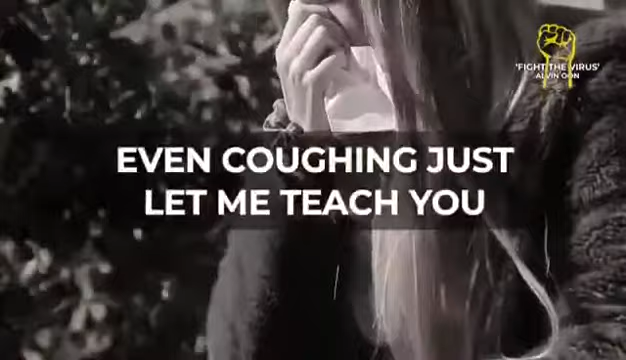 'FIGHT THE VIRUS'
ALVIN OON
EVEN COUGHING JUST
LET ME TEACH YOU